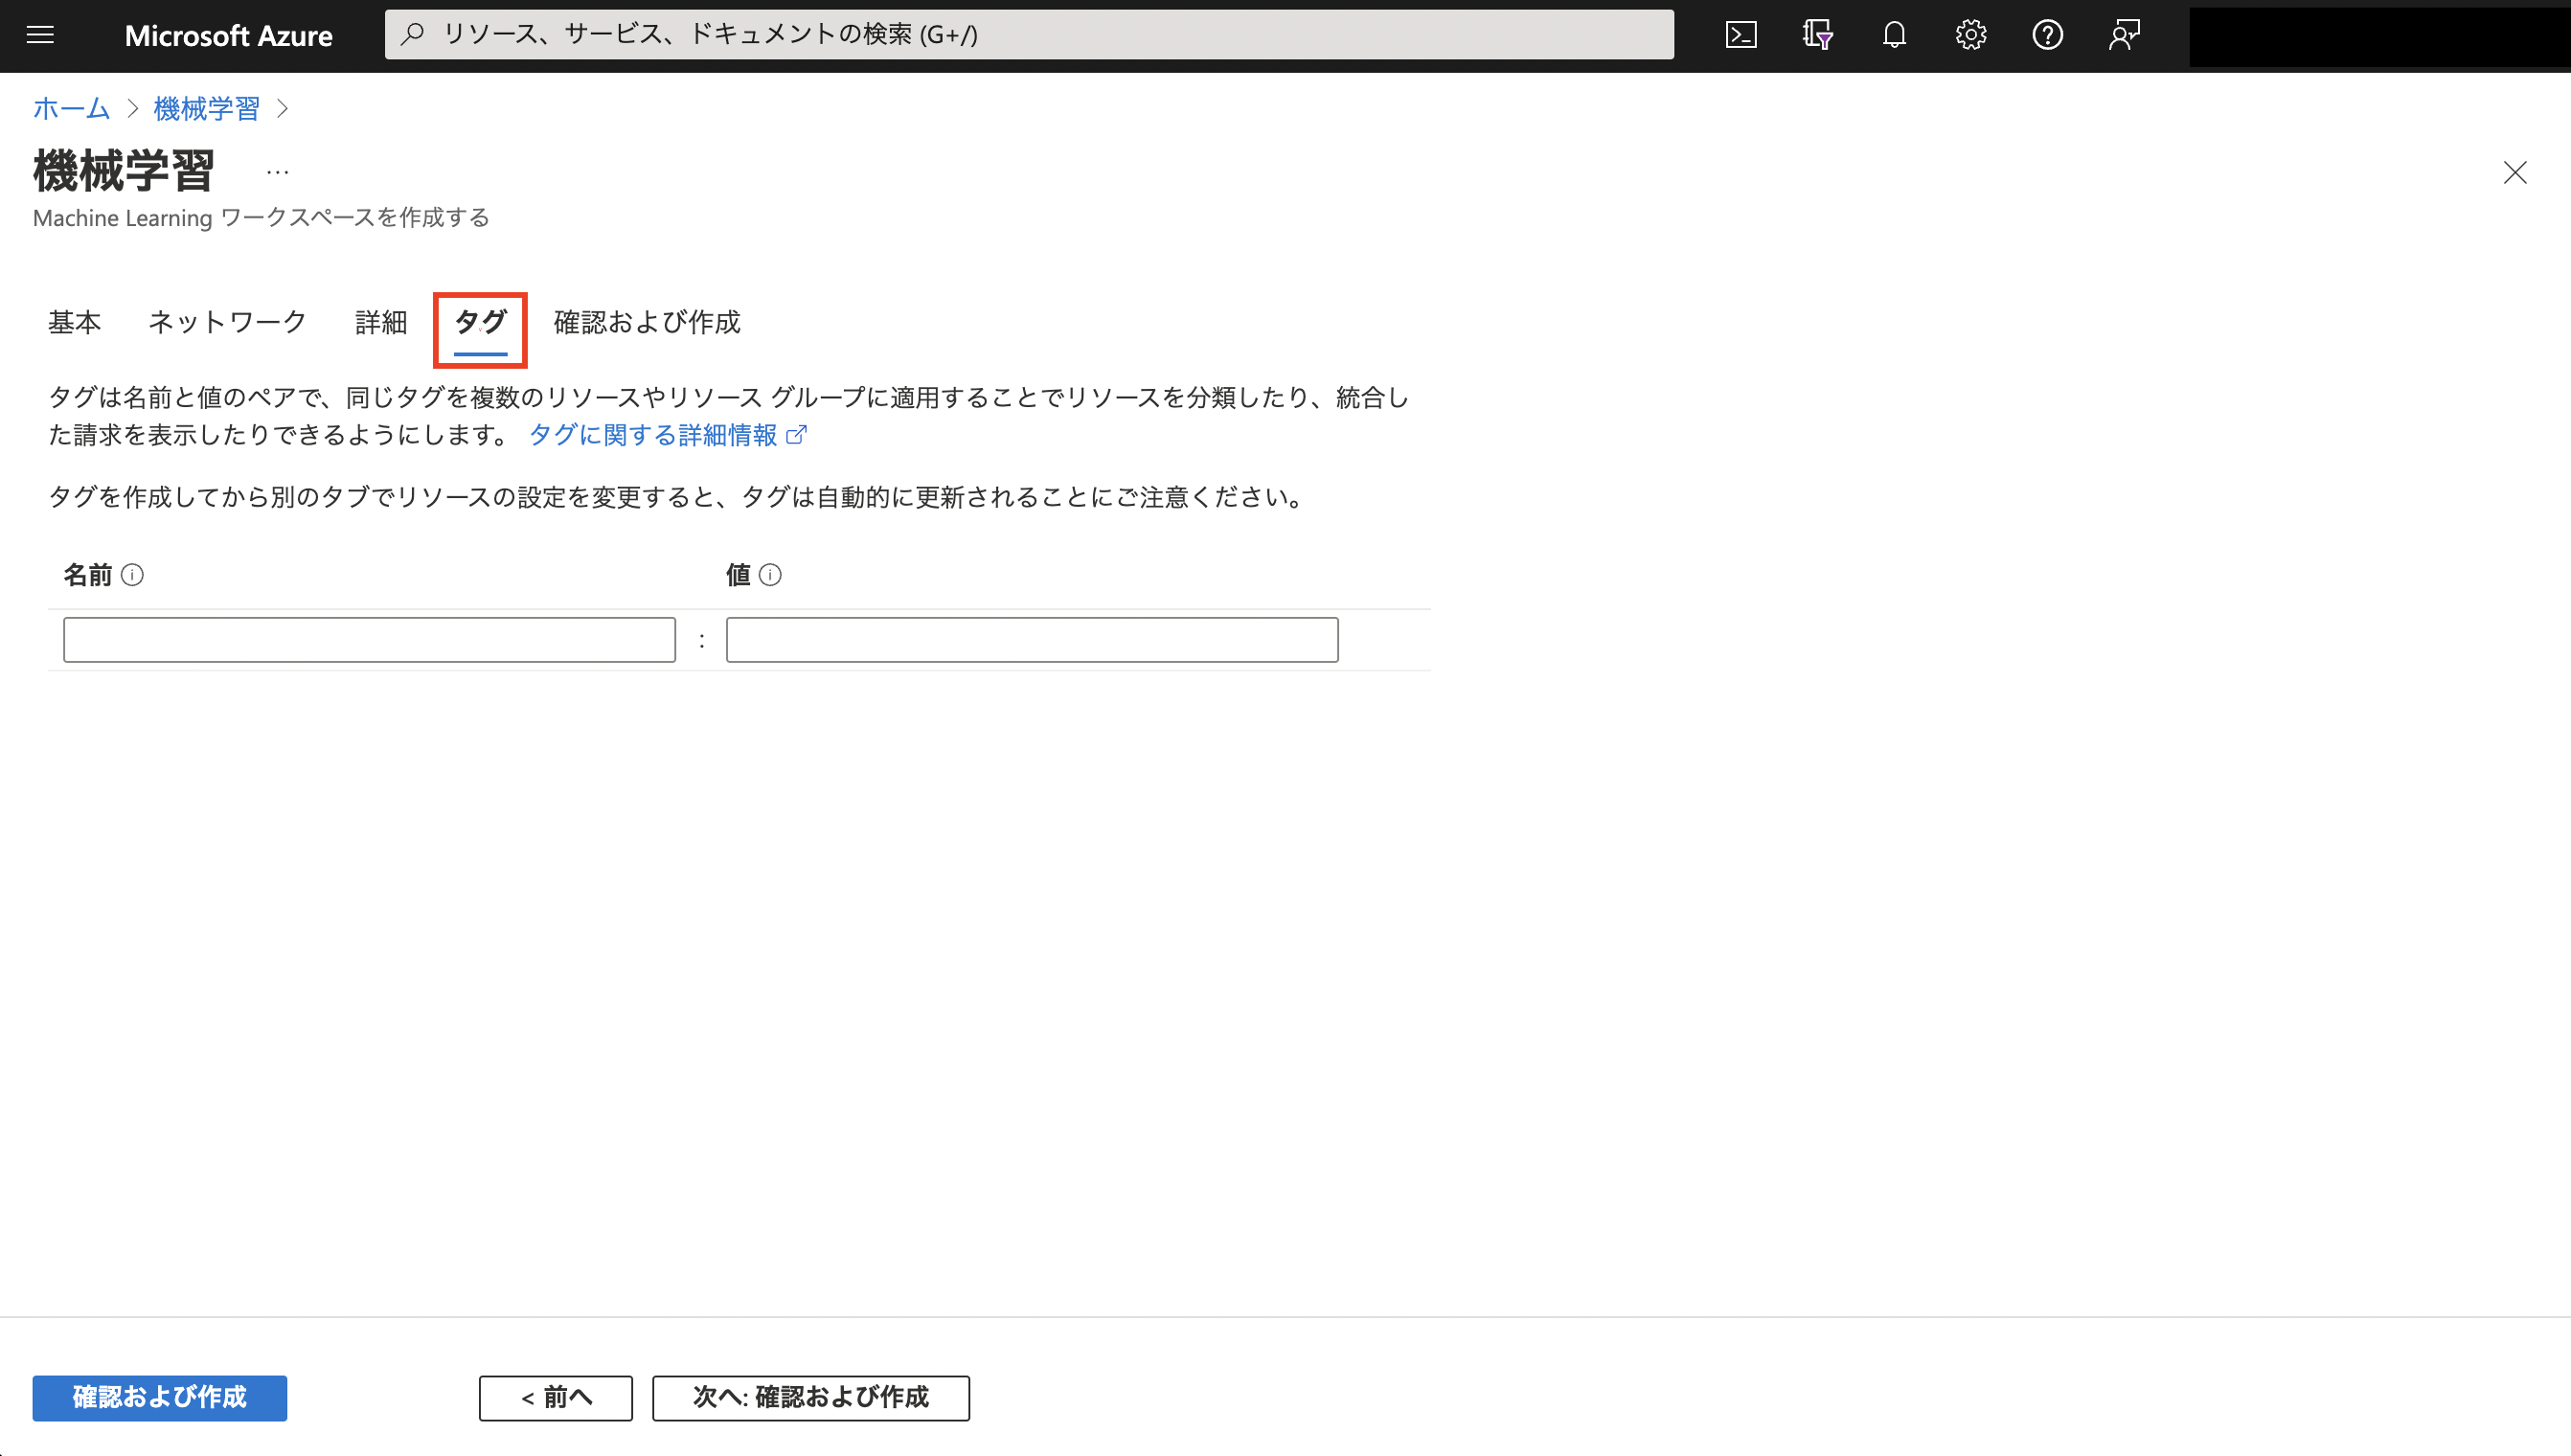 Microsoft Azure
リソース、サービス、ドキュメントの検索 (G+/)
ホーム > 機械学習 >
機械学習 …
Machine Learning ワークスペースを作成する
基本 ネットワーク 詳細 タグ 確認および作成
タグは名前と値のペアで、同じタグを複数のリソースやリソース グループに適用することでリソースを分類したり、統合し
た請求を表示したりできるようにします。 タグに関する詳細情報
タグを作成してから別のタブでリソースの設定を変更すると、タグは自動的に更新されることにご注意ください。
名前 値
:
確認および作成 < 前へ 次へ: 確認および作成